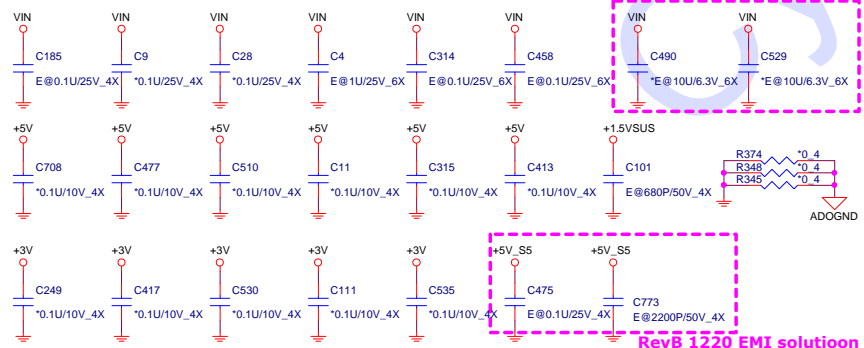 VIN VIN VIN VIN VIN VIN VIN VIN
C185 C9 C28 C4 C314 C458 C490 C529
E@0.1U/25V_4X *0.1U/25V_4X *0.1U/25V_4X E@1U/25V_6X E@0.1U/25V_6X E@0.1U/25V_6X *E@10U/6.3V_6X *E@10U/6.3V_6X
+5V +5V +5V +5V +5V +5V +1.5VSUS
R374 *0_4
R348 *0_4
R345 *0_4
C708 C477 C510 C11 C315 C413 C101
*0.1U/10V_4X *0.1U/10V_4X *0.1U/10V_4X *0.1U/10V_4X *0.1U/10V_4X *0.1U/10V_4X E@680P/50V_4X
ADOGND
+3V +3V +3V +3V +3V +5V_S5 +5V_S5
C249 C417 C530 C111 C535 C475 C773
*0.1U/10V_4X *0.1U/10V_4X *0.1U/10V_4X *0.1U/10V_4X *0.1U/10V_4X E@0.1U/25V_4X E@2200P/50V_4X
RevB 1220 EMI solutioon